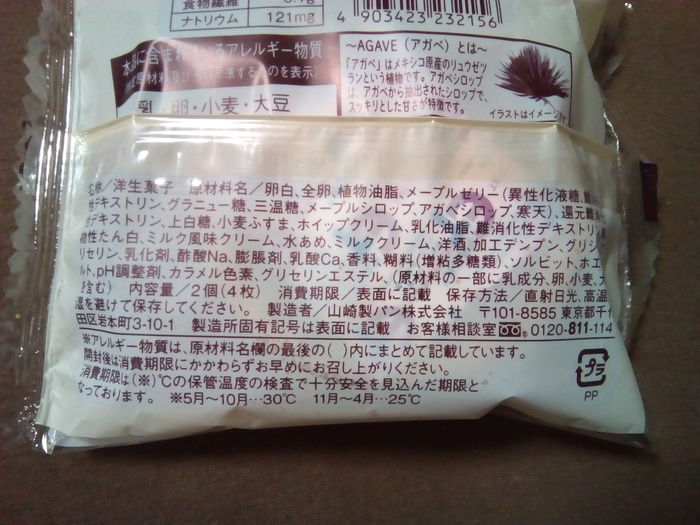 食物繊維
ナトリウム 121mg
4 903423 232156
本品に含まれているアレルギー物質
乳・卵・小麦・大豆
～AGAVE（アガベ）とは～
「アガベ」はメキシコ原産のリュウゼツ
ランという植物です。アガベシロップ
は、アガベから抽出されたシロップで、
スッキリとした甘さが特徴です。
イラストはイメージ
名称／洋生菓子 原材料名／卵白、全卵、植物油脂、メープルゼリー（異性化液糖、
デキストリン、グラニュー糖、三温糖、メープルシロップ、アガベシロップ、寒天）、還元
デキストリン、上白糖、小麦ふすま、ホイップクリーム、乳化油脂、難消化性デキストリン、
性たん白、ミルク風味クリーム、水あめ、ミルククリーム、洋酒、加工デンプン、グリシン、
リセリン、乳化剤、酢酸Na、膨脹剤、乳酸Ca、香料、糊料（増粘多糖類）、ソルビット、ホエ
ルト、pH調整剤、カラメル色素、グリセリンエステル、（原材料の一部に乳成分、卵、小麦、大
を含む） 内容量／2個（4枚） 消費期限／表面に記載 保存方法／直射日光、高温
温を避けて保存してください。 製造者／山崎製パン株式会社 〒101-8585 東京都千
田区岩本町3-10-1 製造所固有記号は表面に記載 お客様相談室 0120-811-114
※アレルギー物質は、原材料名欄の最後の（ ）内にまとめて記載しています。
開封後は消費期限にかかわらずお早めにお召し上がりください。
消費期限は（※）℃の保管温度の検査で十分安全を見込んだ期限と
なっております。 ※5月～10月…30℃ 11月～4月…25℃
プラ
PP